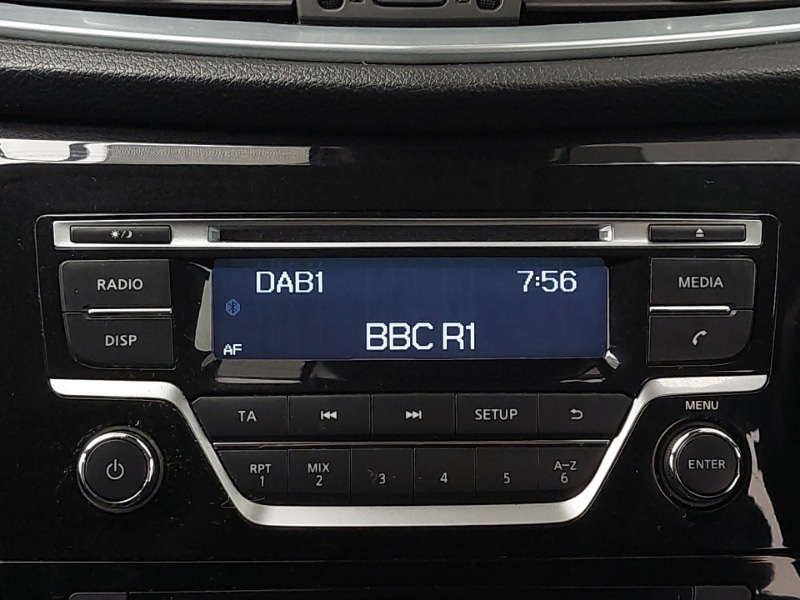 RADIO
DISP
DAB1 7:56
BBC R1
AF
MEDIA
MENU
TA SETUP
RPT 1 MIX 2 3 4 5 A-Z 6
ENTER